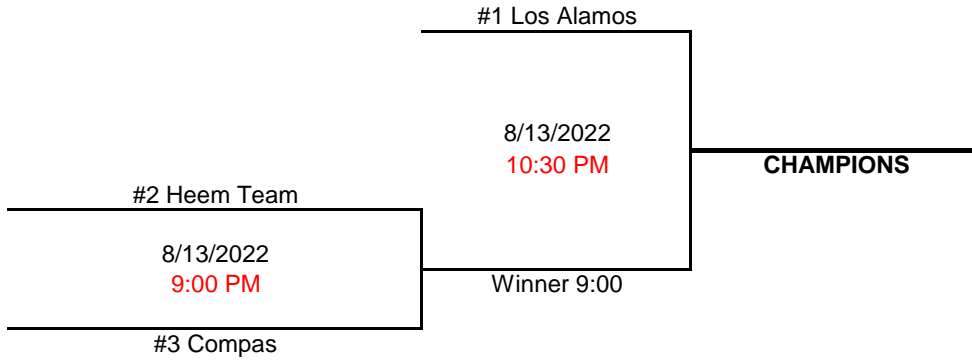 #1 Los Alamos
8/13/2022
10:30 PM
CHAMPIONS
#2 Heem Team
8/13/2022
9:00 PM
Winner 9:00
#3 Compas